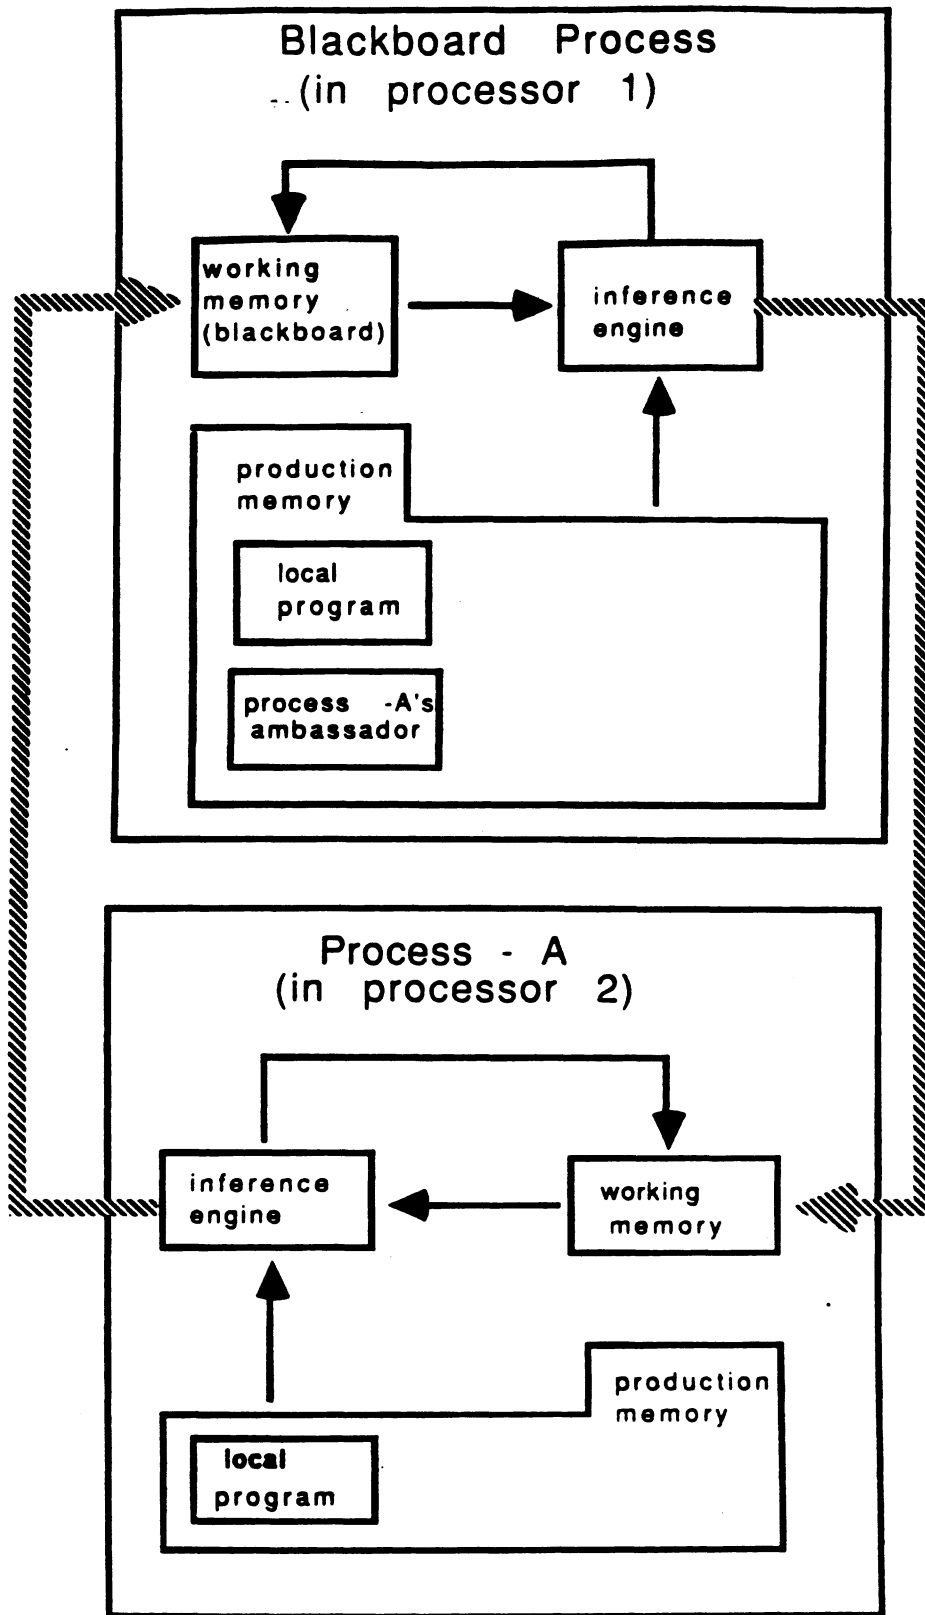 Blackboard Process
(in processor 1)
working
memory
(blackboard)
inference
engine
production
memory
local
program
process -A's
ambassador
Process - A
(in processor 2)
inference
engine
working
memory
production
memory
local
program